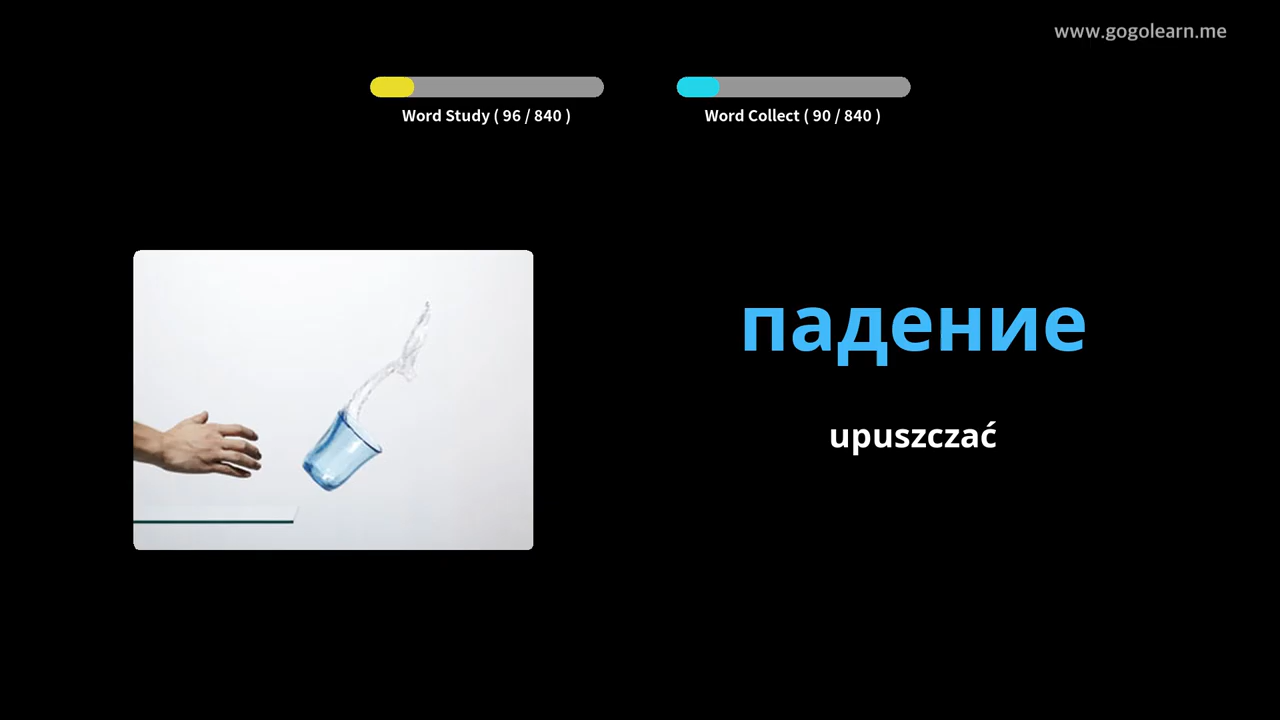 www.gogolearn.me
Word Study ( 96 / 840 )
Word Collect ( 90 / 840 )
падение
upuszczać